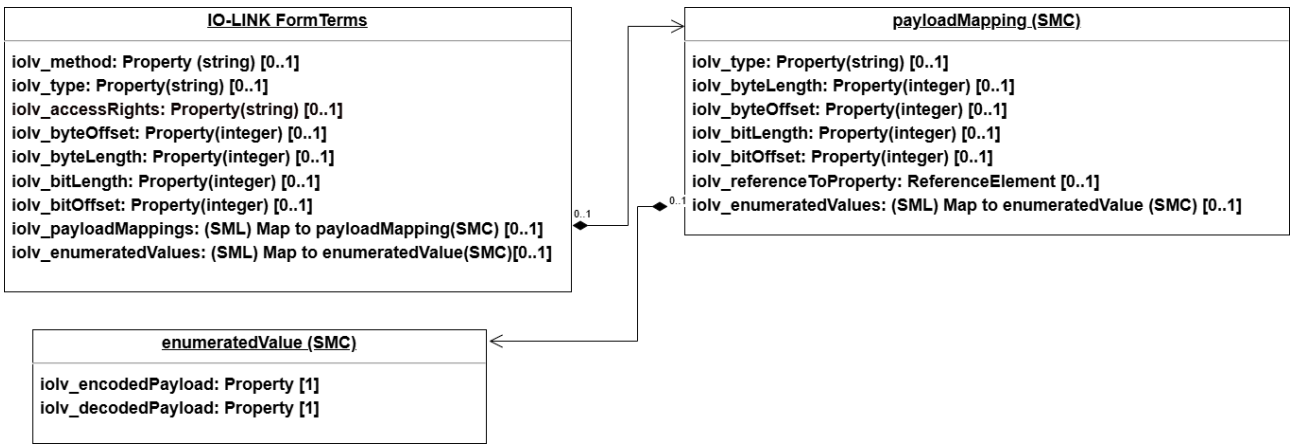 IO-LINK FormTerms
iolv_method: Property (string) [0..1]
iolv_type: Property(string) [0..1]
iolv_accessRights: Property(string) [0..1]
iolv_byteOffset: Property(integer) [0..1]
iolv_byteLength: Property(integer) [0..1]
iolv_bitLength: Property(integer) [0..1]
iolv_bitOffset: Property(integer) [0..1]
iolv_payloadMappings: (SML) Map to payloadMapping(SMC) [0..1]
iolv_enumeratedValues: (SML) Map to enumeratedValue(SMC)[0..1]
0..1
payloadMapping (SMC)
iolv_type: Property(string) [0..1]
iolv_byteLength: Property(integer) [0..1]
iolv_byteOffset: Property(integer) [0..1]
iolv_bitLength: Property(integer) [0..1]
iolv_bitOffset: Property(integer) [0..1]
iolv_referenceToProperty: ReferenceElement [0..1]
iolv_enumeratedValues: (SML) Map to enumeratedValue (SMC) [0..1]
0..1
enumeratedValue (SMC)
iolv_encodedPayload: Property [1]
iolv_decodedPayload: Property [1]